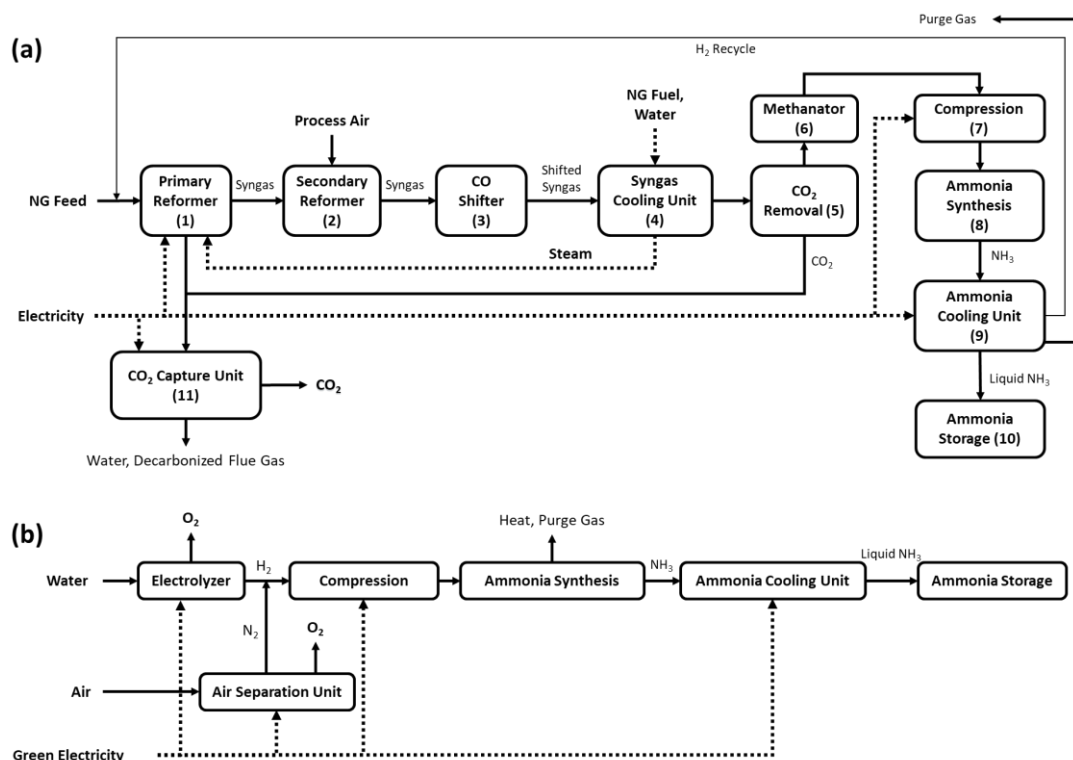 Purge Gas
(a)
H₂ Recycle
NG Fuel,
Water
Methanator
(6)
Compression
(7)
Process Air
NG Feed
Primary
Reformer
(1)
Syngas
Secondary
Reformer
(2)
Syngas
CO
Shifter
(3)
Shifted
Syngas
Syngas
Cooling Unit
(4)
CO₂
Removal (5)
Ammonia
Synthesis
(8)
Steam
CO₂
NH₃
Electricity
Ammonia
Cooling Unit
(9)
CO₂ Capture Unit
(11)
CO₂
Liquid NH₃
Ammonia
Storage (10)
Water, Decarbonized Flue Gas
(b)
O₂
Heat, Purge Gas
Water
Electrolyzer
H₂
Compression
Ammonia Synthesis
NH₃
Ammonia Cooling Unit
Liquid NH₃
Ammonia Storage
N₂
O₂
Air
Air Separation Unit
Green Electricity